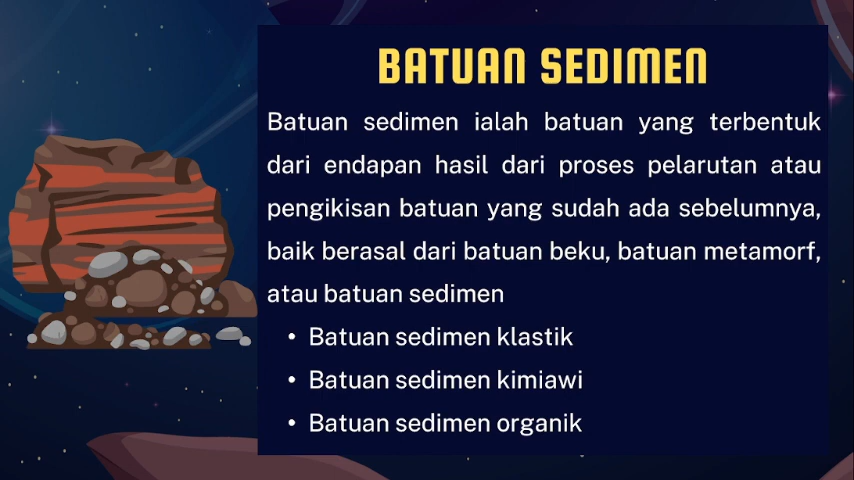 BATUAN SEDIMEN
Batuan sedimen ialah batuan yang terbentuk
dari endapan hasil dari proses pelarutan atau
pengikisan batuan yang sudah ada sebelumnya,
baik berasal dari batuan beku, batuan metamorf,
atau batuan sedimen
• Batuan sedimen klastik
• Batuan sedimen kimiawi
• Batuan sedimen organik